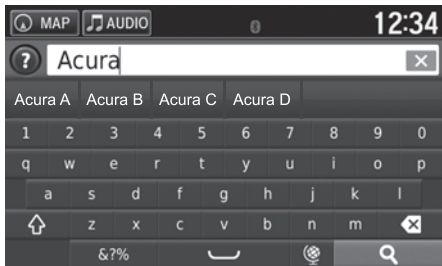 MAP AUDIO 12:34
? Acura
Acura A Acura B Acura C Acura D
1 2 3 4 5 6 7 8 9 0
q w e r t y u i o p
a s d f g h j k l
z x c v b n m
&?%